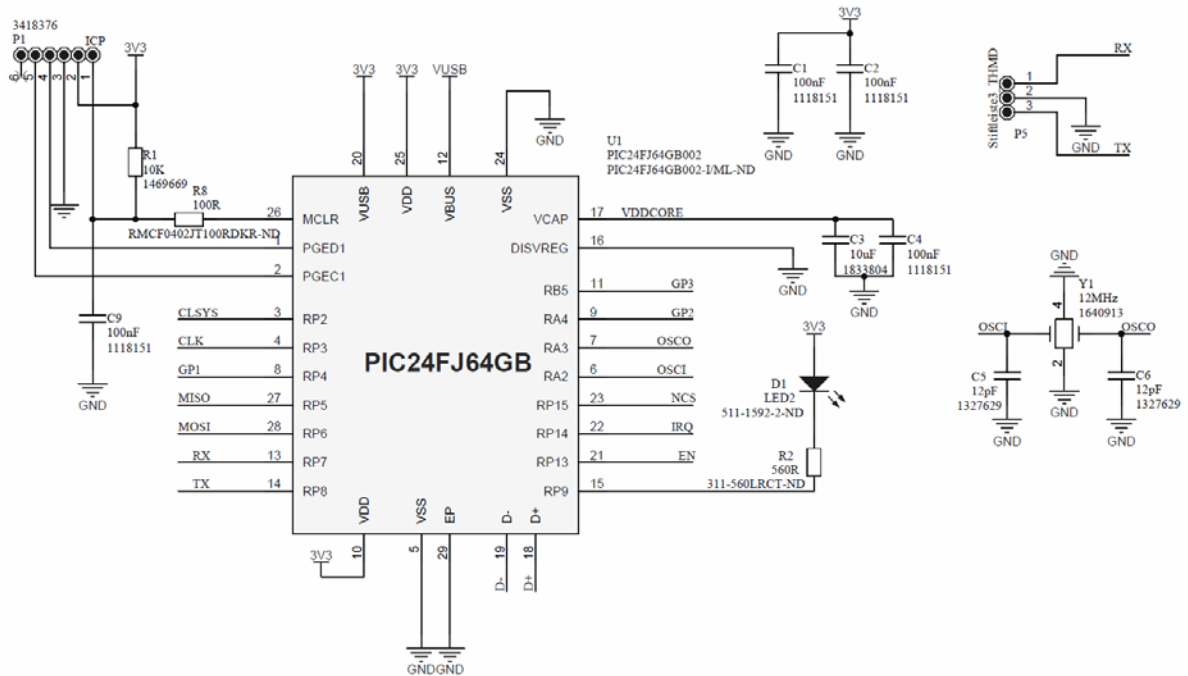 3418376
P1
ICP
6
5
4
3
2
1
3V3
R1
10K
1469669
R8
100R
RMCF0402JT100RDKR-ND
C9
100nF
1118151
GND
3V3
3V3
VUSB
GND
20
25
12
24
VUSB
VDD
VBUS
VSS
U1
PIC24FJ64GB002
PIC24FJ64GB002-I/ML-ND
PIC24FJ64GB
26
MCLR
1
PGED1
2
PGEC1
CLSYS
3
RP2
CLK
4
RP3
GP1
8
RP4
MISO
27
RP5
MOSI
28
RP6
RX
13
RP7
TX
14
RP8
VCAP
17
VDDCORE
DISVREG
16
GND
RB5
11
GP3
RA4
9
GP2
RA3
7
OSCO
RA2
6
OSCI
RP15
23
NCS
RP14
22
IRQ
RP13
21
EN
RP9
15
VDD
VSS
EP
D-
D+
10
5
29
19
18
3V3
D-
D+
GND
GND
3V3
C1
100nF
1118151
C2
100nF
1118151
GND
GND
C3
10uF
1833804
C4
100nF
1118151
GND
3V3
D1
LED2
511-1592-2-ND
R2
560R
311-560LRCT-ND
Stiftleiste3 THMD
1
2
3
RX
GND
P5
TX
GND
Y1
12MHz
1640913
4
2
OSCI
OSCO
C5
12pF
1327629
C6
12pF
1327629
GND
GND
GND